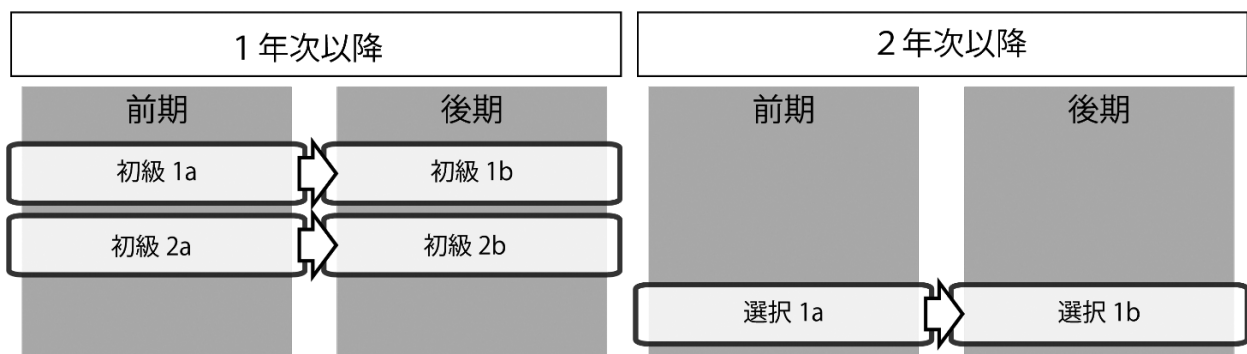 1年次以降
2年次以降
前期
後期
前期
後期
初級 1a
初級 1b
初級 2a
初級 2b
選択 1a
選択 1b